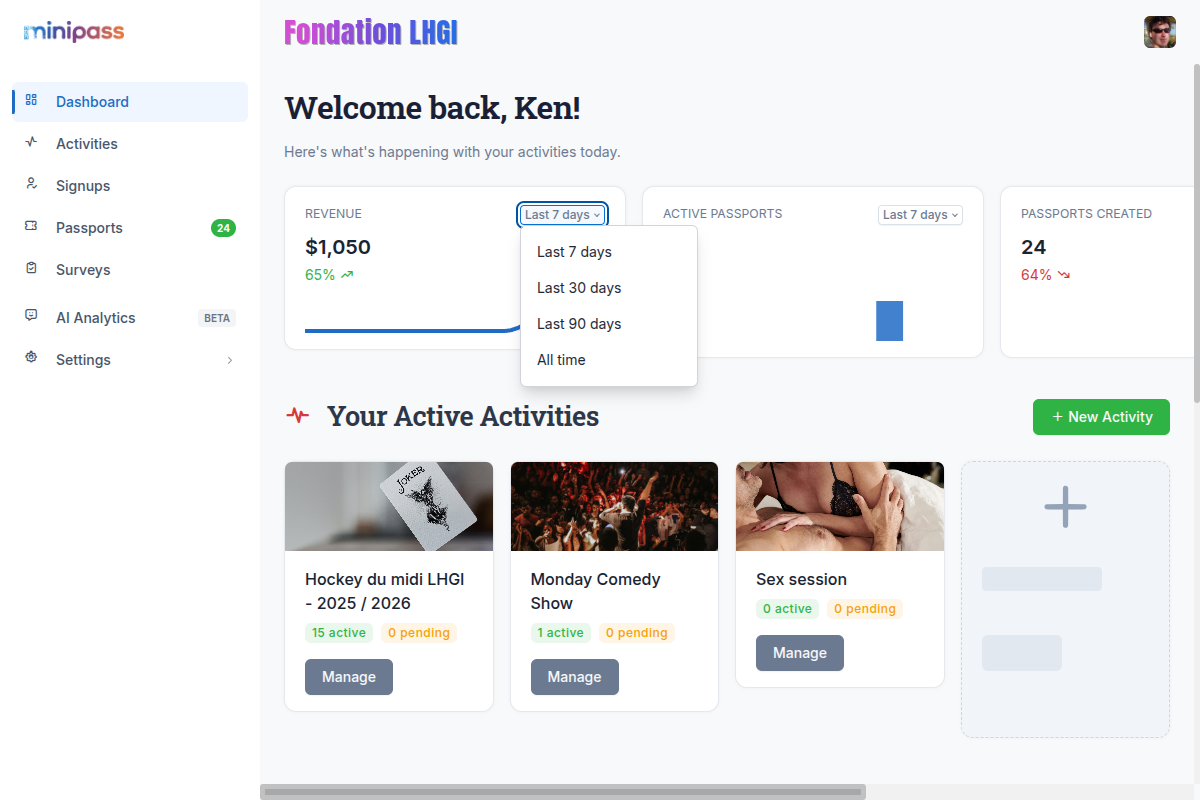 minipass
Fondation LHGI
Dashboard
Activities
Signups
Passports 24
Surveys
AI Analytics BETA
Settings
Welcome back, Ken!
Here's what's happening with your activities today.
REVENUE Last 7 days
$1,050
65%
Last 7 days
Last 30 days
Last 90 days
All time
ACTIVE PASSPORTS Last 7 days
PASSPORTS CREATED
24
64%
Your Active Activities
+ New Activity
JOKER
Hockey du midi LHGI
- 2025 / 2026
15 active 0 pending
Manage
Monday Comedy
Show
1 active 0 pending
Manage
Sex session
0 active 0 pending
Manage